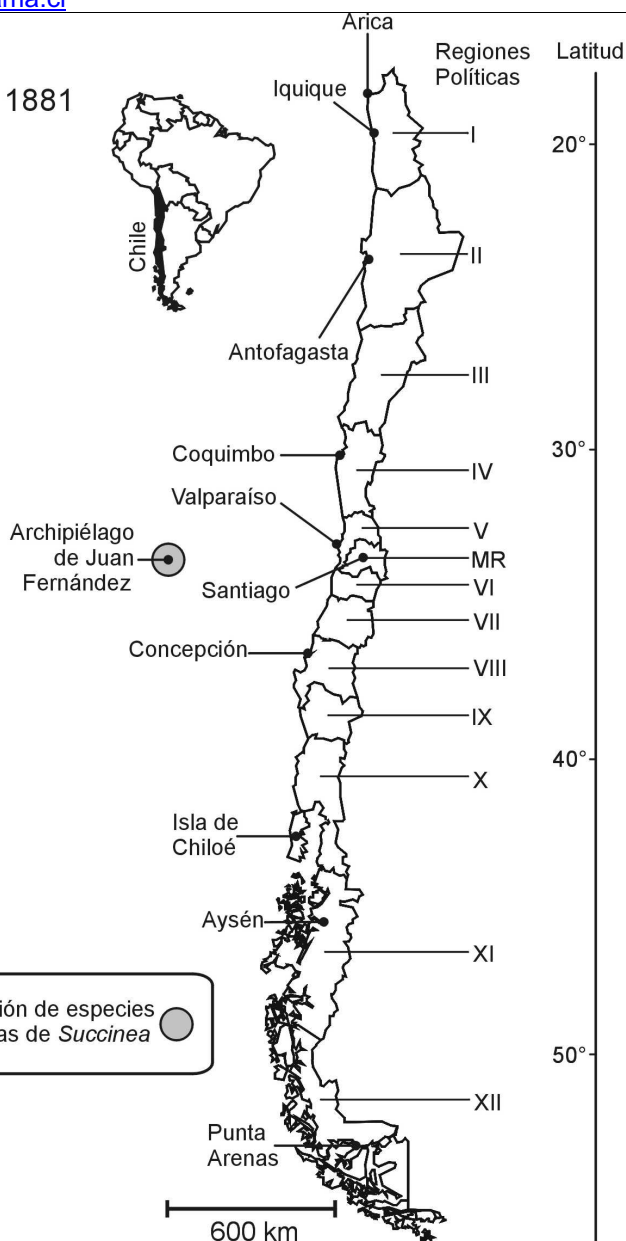 ama.cl
Arica
Regiones
Políticas
Latitud
1881
Iquique
I
20°
Chile
II
Antofagasta
III
Coquimbo
30°
IV
Valparaíso
V
Archipiélago
de Juan
Fernández
MR
Santiago
VI
VII
Concepción
VIII
IX
40°
X
Isla de
Chiloé
Aysén
XI
ión de especies
as de Succinea
50°
XII
Punta
Arenas
600 km